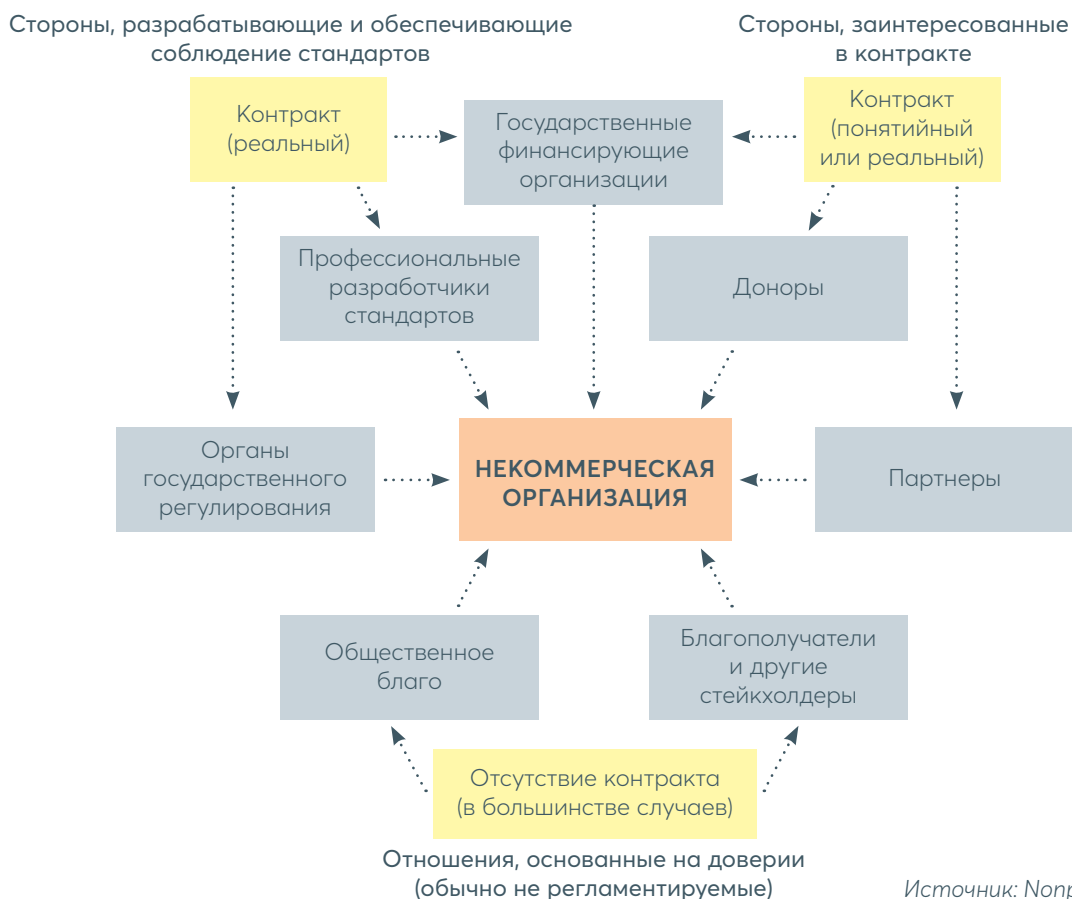 Стороны, разрабатывающие и обеспечивающие
соблюдение стандартов
Стороны, заинтересованные
в контракте
Контракт
(реальный)
Государственные
финансирующие
организации
Контракт
(понятийный
или реальный)
Профессиональные
разработчики
стандартов
Доноры
Органы
государственного
регулирования
НЕКОММЕРЧЕСКАЯ
ОРГАНИЗАЦИЯ
Партнеры
Общественное
благо
Благополучатели
и другие
стейкхолдеры
Отсутствие контракта
(в большинстве случаев)
Отношения, основанные на доверии
(обычно не регламентируемые)
Источник: